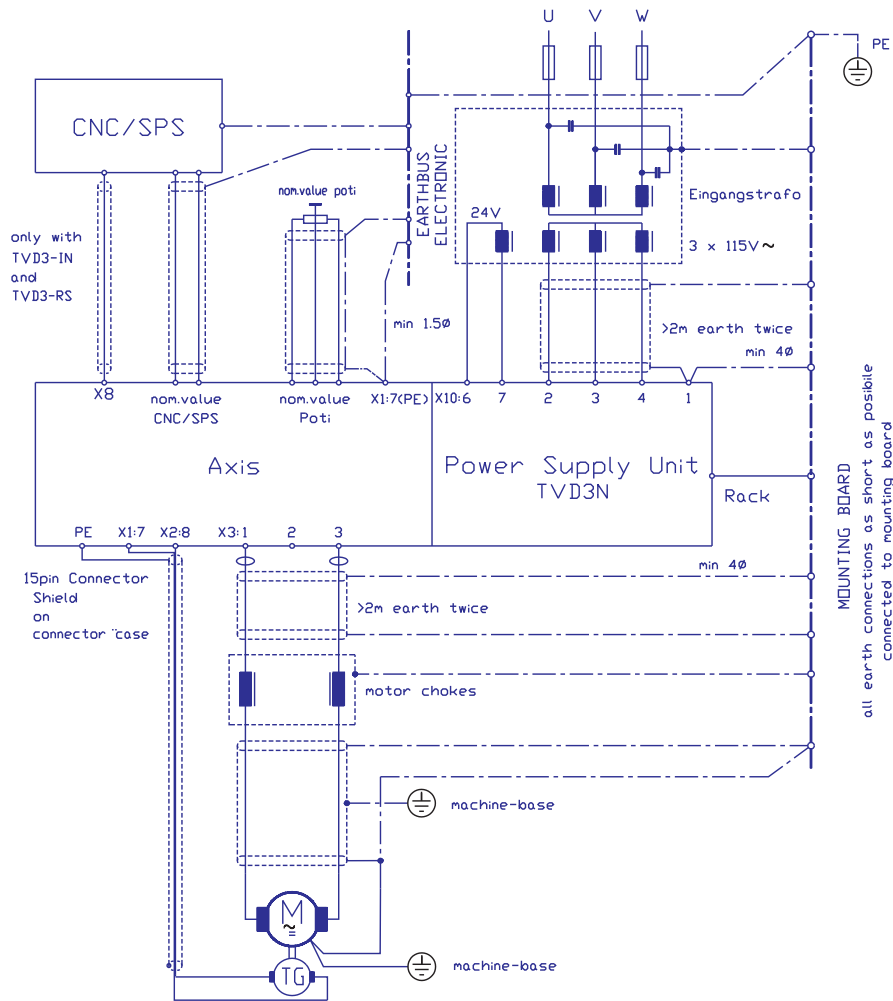 U V W
PE
CNC/SPS
EARTHBUS
ELECTRONIC
nom.value poti
Eingangstrafo
24V
3 x 115V~
only with
TVD3-IN
and
TVD3-RS
min 1.5Ø
>2m earth twice
min 4Ø
X8
nom.value
CNC/SPS
nom.value
Poti
X1:7(PE)
X10:6 7 2 3 4 1
Axis
Power Supply Unit
TVD3N
Rack
MOUNTING BOARD
all earth connections as short as posibile
connected to mounting board
PE X1:7 X2:8 X3:1 2 3
min 4Ø
15pin Connector
Shield
on
connector ¨case
>2m earth twice
motor chokes
machine-base
M
~
=
machine-base
TG